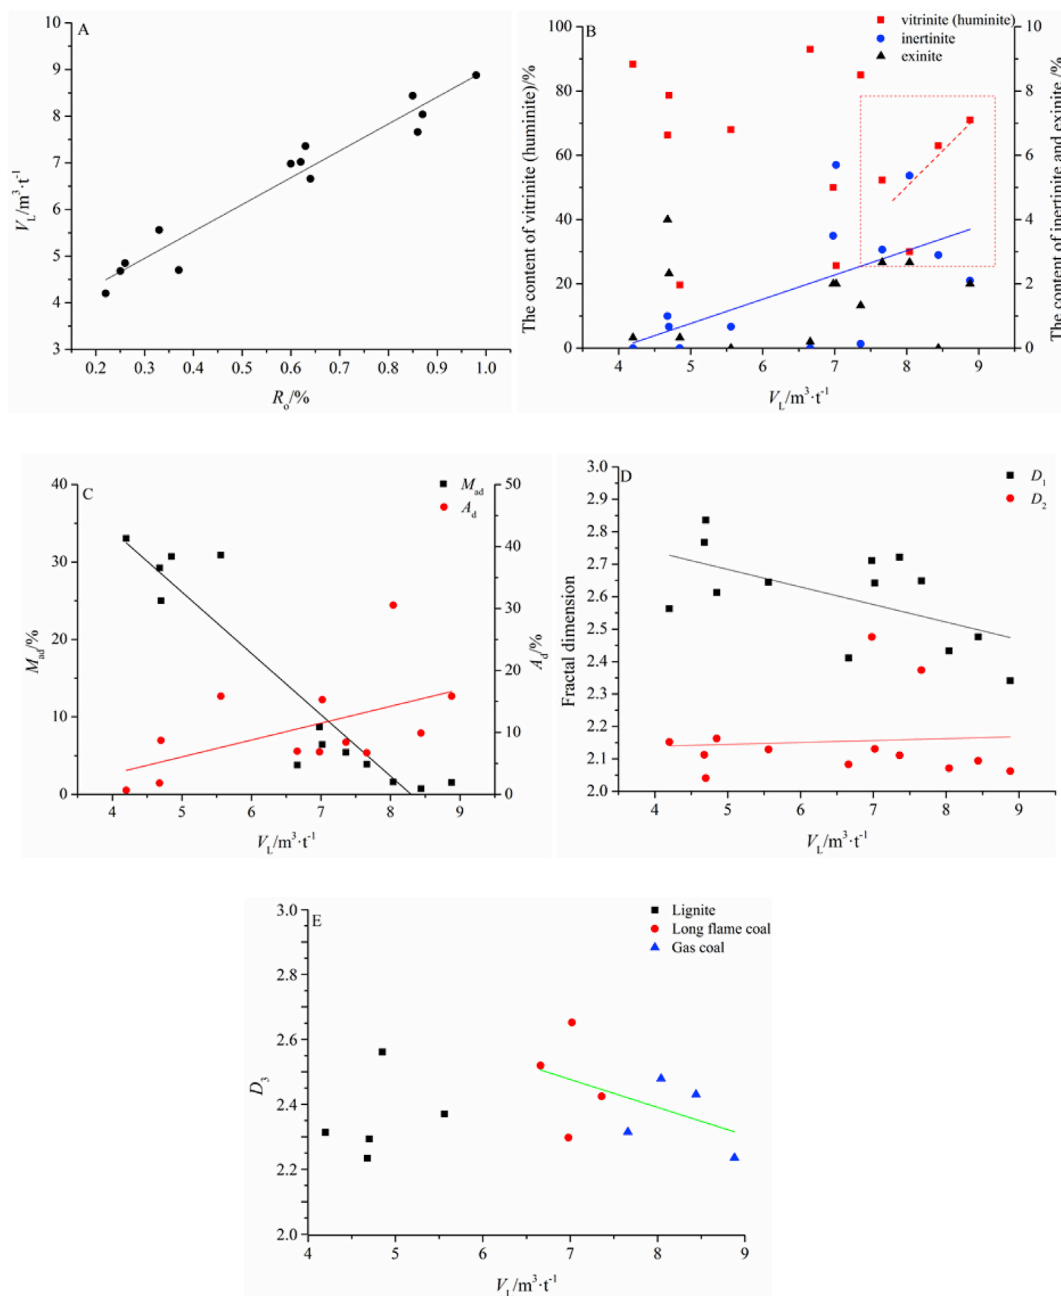 A
V_L/m³·t⁻¹
10
9
8
7
6
5
4
3
0.2 0.3 0.4 0.5 0.6 0.7 0.8 0.9 1.0
R_o/%
B
vitrinite (huminite)
inertinite
exinite
The content of vitrinite (huminite)/%
100
80
60
40
20
0
The content of inertinite and exinite /%
10
8
6
4
2
0
4 5 6 7 8 9
V_L/m³·t⁻¹
C
M_ad
A_d
M_ad/%
40
30
20
10
0
A_d/%
50
40
30
20
10
0
4 5 6 7 8 9
V_L/m³·t⁻¹
D
D₁
D₂
Fractal dimension
3.0
2.9
2.8
2.7
2.6
2.5
2.4
2.3
2.2
2.1
2.0
4 5 6 7 8 9
V_L/m³·t⁻¹
E
Lignite
Long flame coal
Gas coal
D₃
3.0
2.8
2.6
2.4
2.2
2.0
4 5 6 7 8 9
V_L/m³·t⁻¹